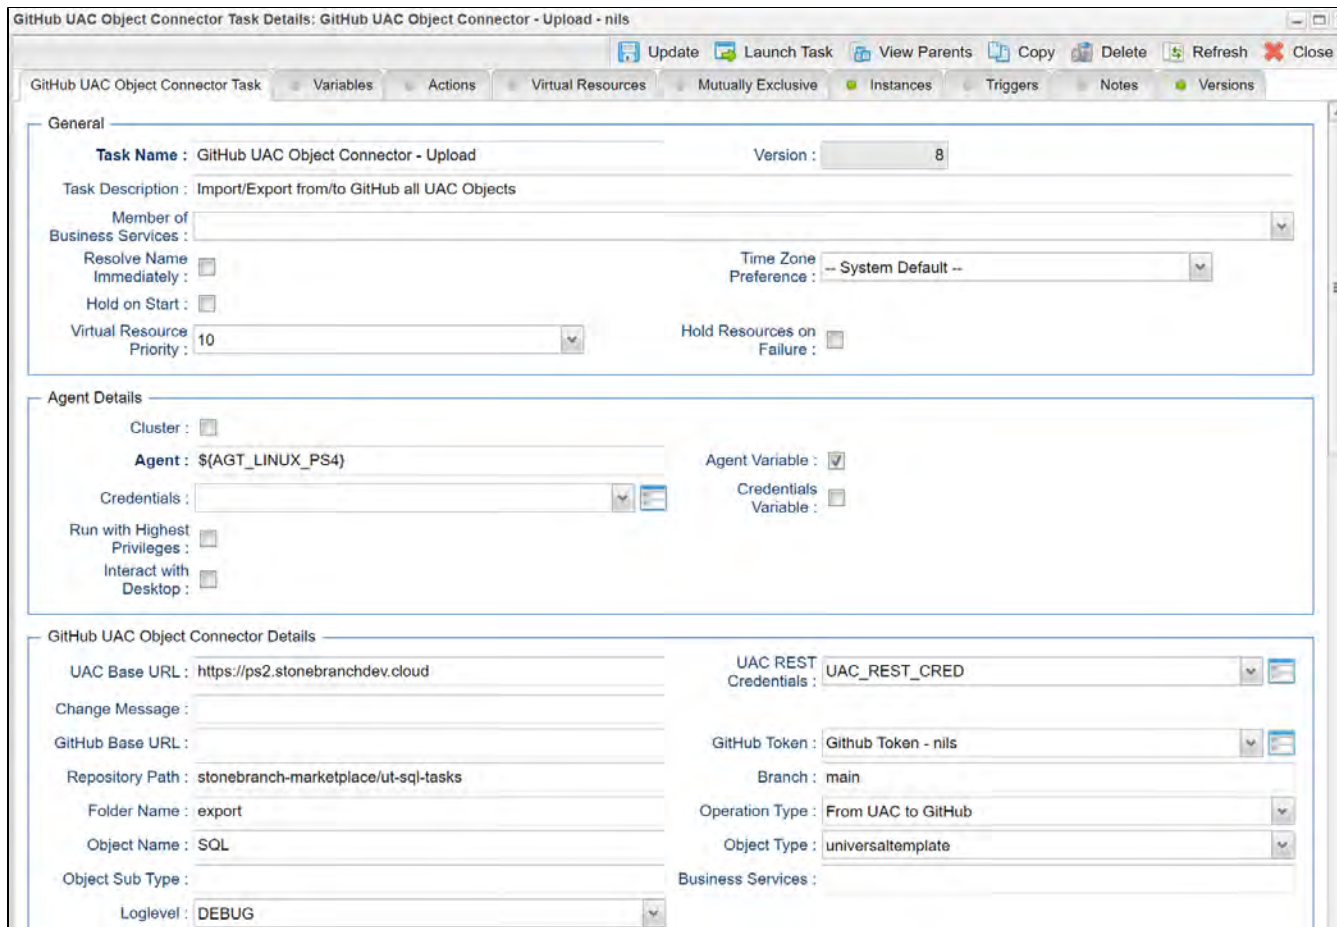 GitHub UAC Object Connector Task Details: GitHub UAC Object Connector - Upload - nils
Update Launch Task View Parents Copy Delete Refresh Close
GitHub UAC Object Connector Task Variables Actions Virtual Resources Mutually Exclusive Instances Triggers Notes Versions
General
Task Name : GitHub UAC Object Connector - Upload Version : 8
Task Description : Import/Export from/to GitHub all UAC Objects
Member of
Business Services :
Resolve Name
Immediately :
Time Zone
Preference : -- System Default --
Hold on Start :
Virtual Resource
Priority : 10
Hold Resources on
Failure :
Agent Details
Cluster :
Agent : ${AGT_LINUX_PS4} Agent Variable :
Credentials :
Credentials
Variable :
Run with Highest
Privileges :
Interact with
Desktop :
GitHub UAC Object Connector Details
UAC Base URL : https://ps2.stonebranchdev.cloud
UAC REST
Credentials : UAC_REST_CRED
Change Message :
GitHub Base URL : GitHub Token : Github Token - nils
Repository Path : stonebranch-marketplace/ut-sql-tasks Branch : main
Folder Name : export Operation Type : From UAC to GitHub
Object Name : SQL Object Type : universaltemplate
Object Sub Type : Business Services :
Loglevel : DEBUG